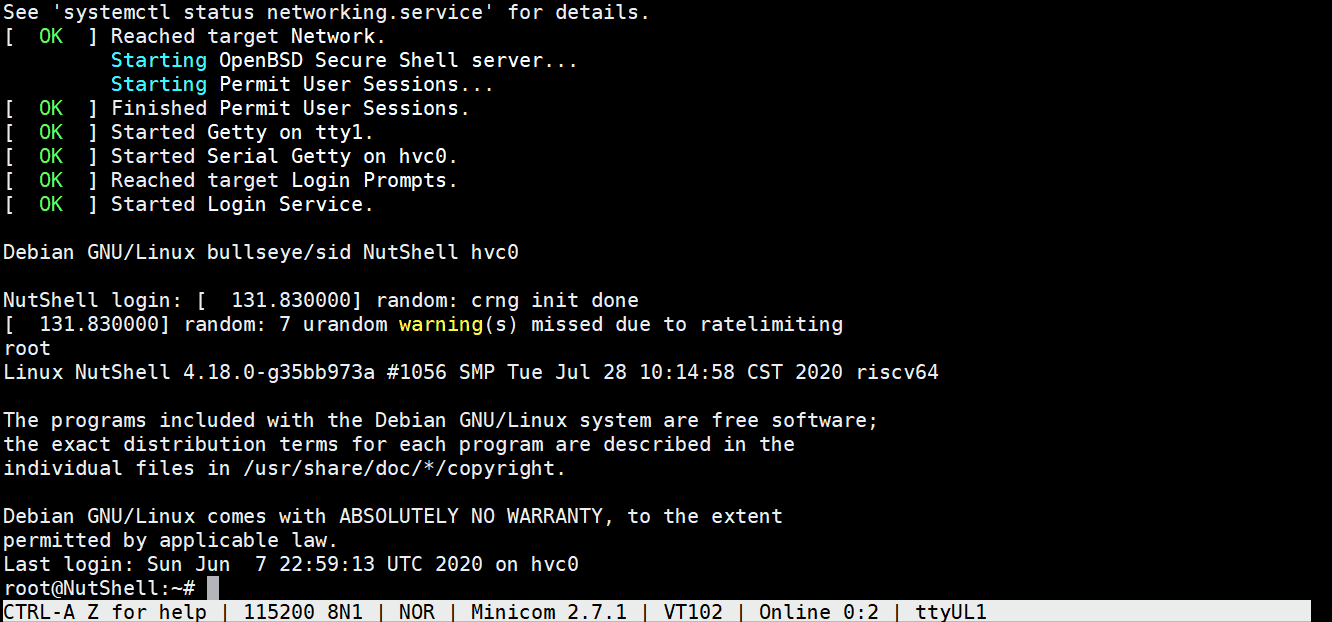 See 'systemctl status networking.service' for details.
[  OK  ] Reached target Network.
         Starting OpenBSD Secure Shell server...
         Starting Permit User Sessions...
[  OK  ] Finished Permit User Sessions.
[  OK  ] Started Getty on tty1.
[  OK  ] Started Serial Getty on hvc0.
[  OK  ] Reached target Login Prompts.
[  OK  ] Started Login Service.

Debian GNU/Linux bullseye/sid NutShell hvc0

NutShell login: [  131.830000] random: crng init done
[  131.830000] random: 7 urandom warning(s) missed due to ratelimiting
root
Linux NutShell 4.18.0-g35bb973a #1056 SMP Tue Jul 28 10:14:58 CST 2020 riscv64

The programs included with the Debian GNU/Linux system are free software;
the exact distribution terms for each program are described in the
individual files in /usr/share/doc/*/copyright.

Debian GNU/Linux comes with ABSOLUTELY NO WARRANTY, to the extent
permitted by applicable law.
Last login: Sun Jun  7 22:59:13 UTC 2020 on hvc0
root@NutShell:~#
CTRL-A Z for help | 115200 8N1 | NOR | Minicom 2.7.1 | VT102 | Online 0:2 | ttyUL1